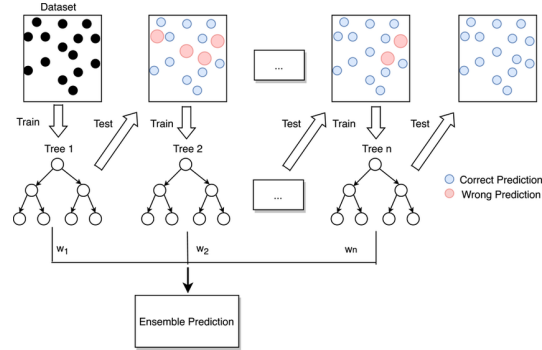 Dataset
...
Train
Test
Train
Test
Train
Test
Tree 1
Tree 2
Tree n
...
Correct Prediction
Wrong Prediction
w1
w2
wn
Ensemble Prediction